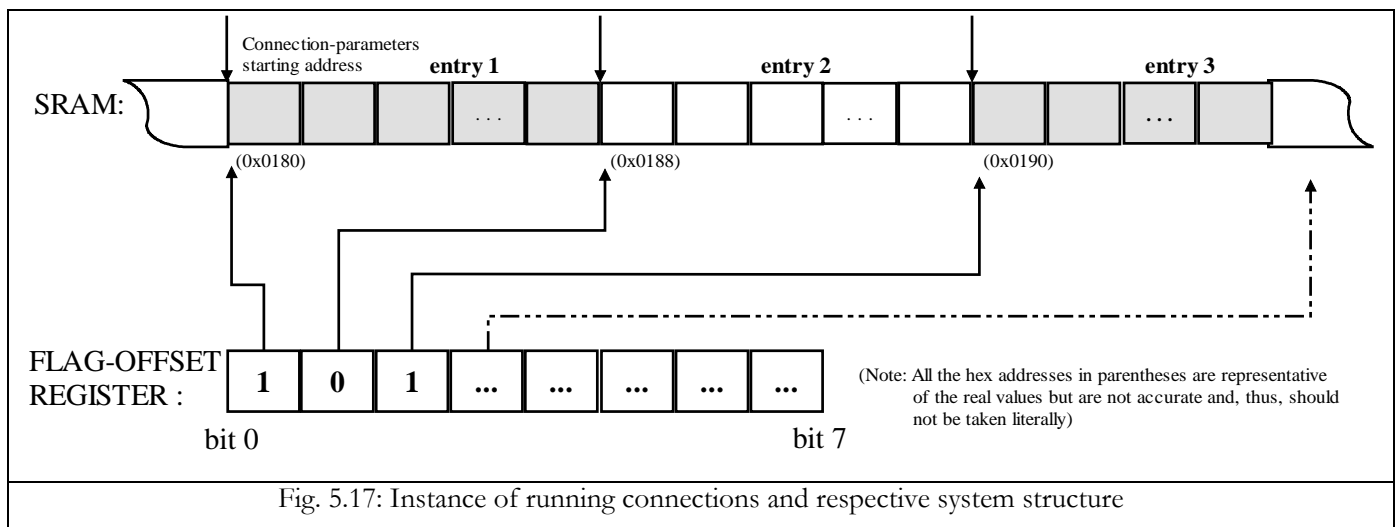 Connection-parameters
starting address
entry 1
entry 2
entry 3
SRAM:
. . .
. . .
...
(0x0180)
(0x0188)
(0x0190)
FLAG-OFFSET
REGISTER :
1 0 1 ... ... ... ... ...
bit 0
bit 7
(Note: All the hex addresses in parentheses are representative
of the real values but are not accurate and, thus, should
not be taken literally)
Fig. 5.17: Instance of running connections and respective system structure